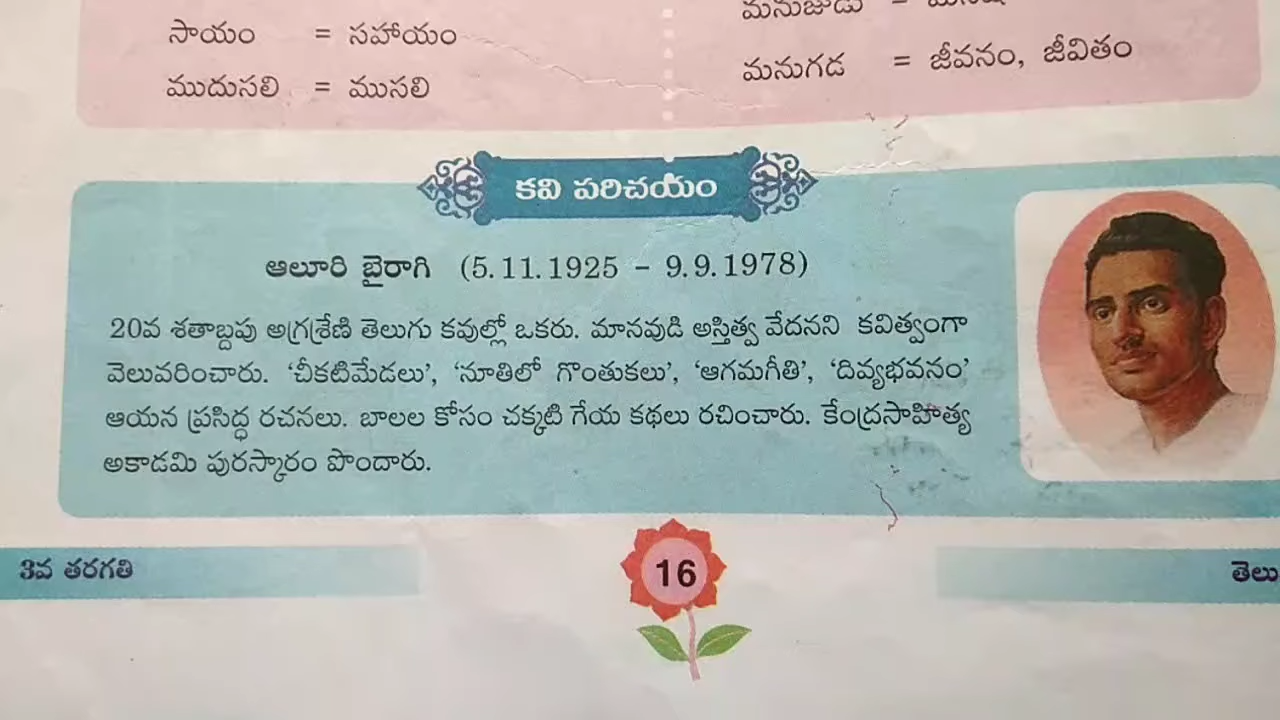 సాయం = సహాయం
మనుజుడు =
ముదుసలి = ముసలి
మనుగడ = జీవనం, జీవితం
కవి పరిచయం
ఆలూరి బైరాగి (5.11.1925 – 9.9.1978)
20వ శతాబ్దపు అగ్రశ్రేణి తెలుగు కవుల్లో ఒకరు. మానవుడి అస్తిత్వ వేదనని కవిత్వంగా
వెలువరించారు. ‘చీకటిమేడలు’, ‘నూతిలో గొంతుకలు’, ‘ఆగమగీతి’, ‘దివ్యభవనం’
ఆయన ప్రసిద్ధ రచనలు. బాలల కోసం చక్కటి గేయ కథలు రచించారు. కేంద్రసాహిత్య
అకాడమి పురస్కారం పొందారు.
3వ తరగతి
16
తెలు